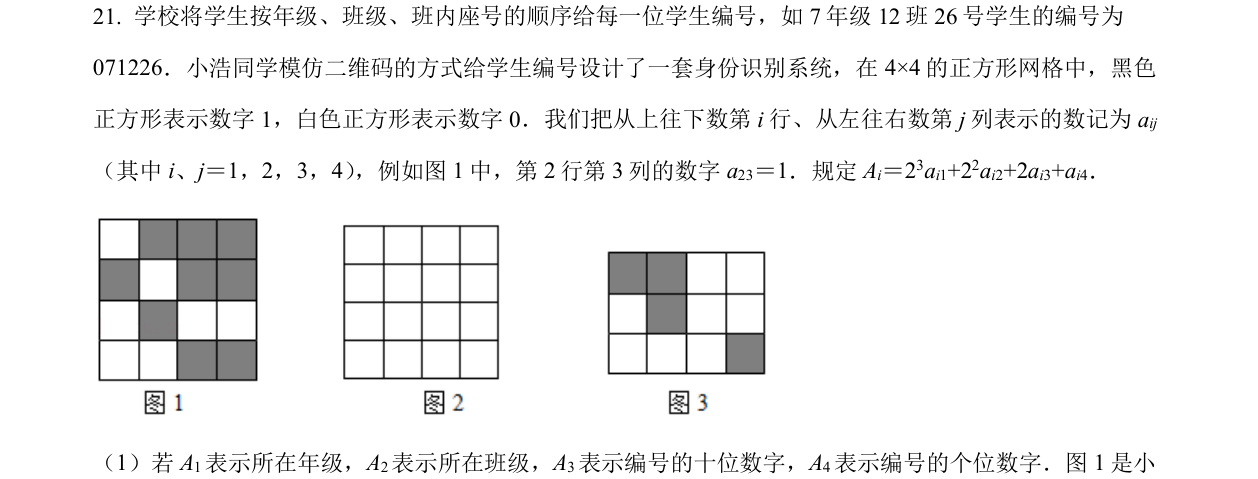 21. 学校将学生按年级、班级、班内座号的顺序给每一位学生编号，如 7 年级 12 班 26 号学生的编号为
071226．小浩同学模仿二维码的方式给学生编号设计了一套身份识别系统，在 4×4 的正方形网格中，黑色
正方形表示数字 1，白色正方形表示数字 0．我们把从上往下数第 i 行、从左往右数第 j 列表示的数记为 aij
（其中 i、j＝1，2，3，4），例如图 1 中，第 2 行第 3 列的数字 a23＝1．规定 Ai＝2³ai1+2²ai2+2ai3+ai4．
图 1 图 2 图 3
（1）若 A1 表示所在年级，A2 表示所在班级，A3 表示编号的十位数字，A4 表示编号的个位数字．图 1 是小